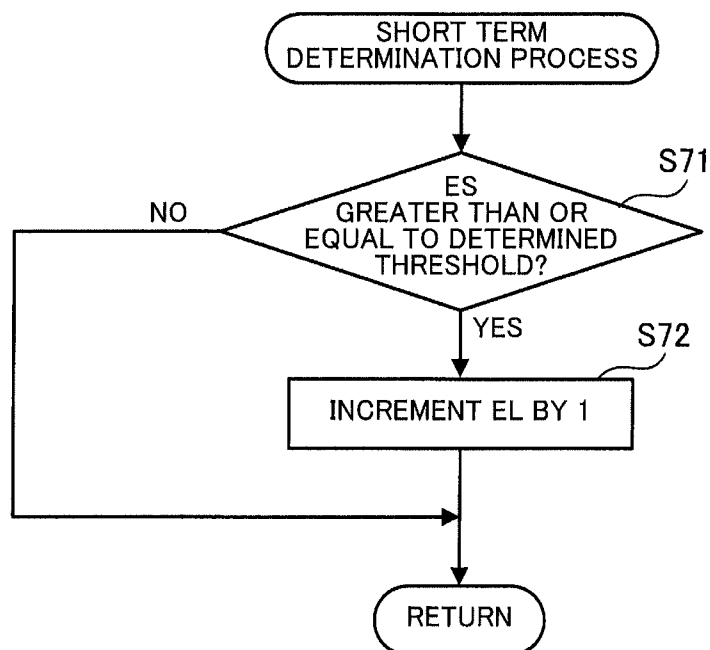 SHORT TERM
DETERMINATION PROCESS
S71
ES
GREATER THAN OR
EQUAL TO DETERMINED
THRESHOLD?
NO
YES
S72
INCREMENT EL BY 1
RETURN